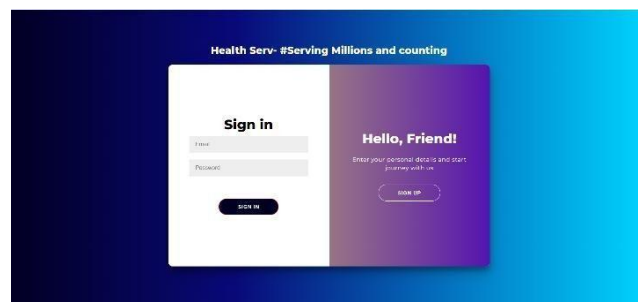 Health Serv- #Serving Millions and counting
Sign in
Email
Password
SIGN IN
Hello, Friend!
Enter your personal details and start
journey with us
SIGN UP